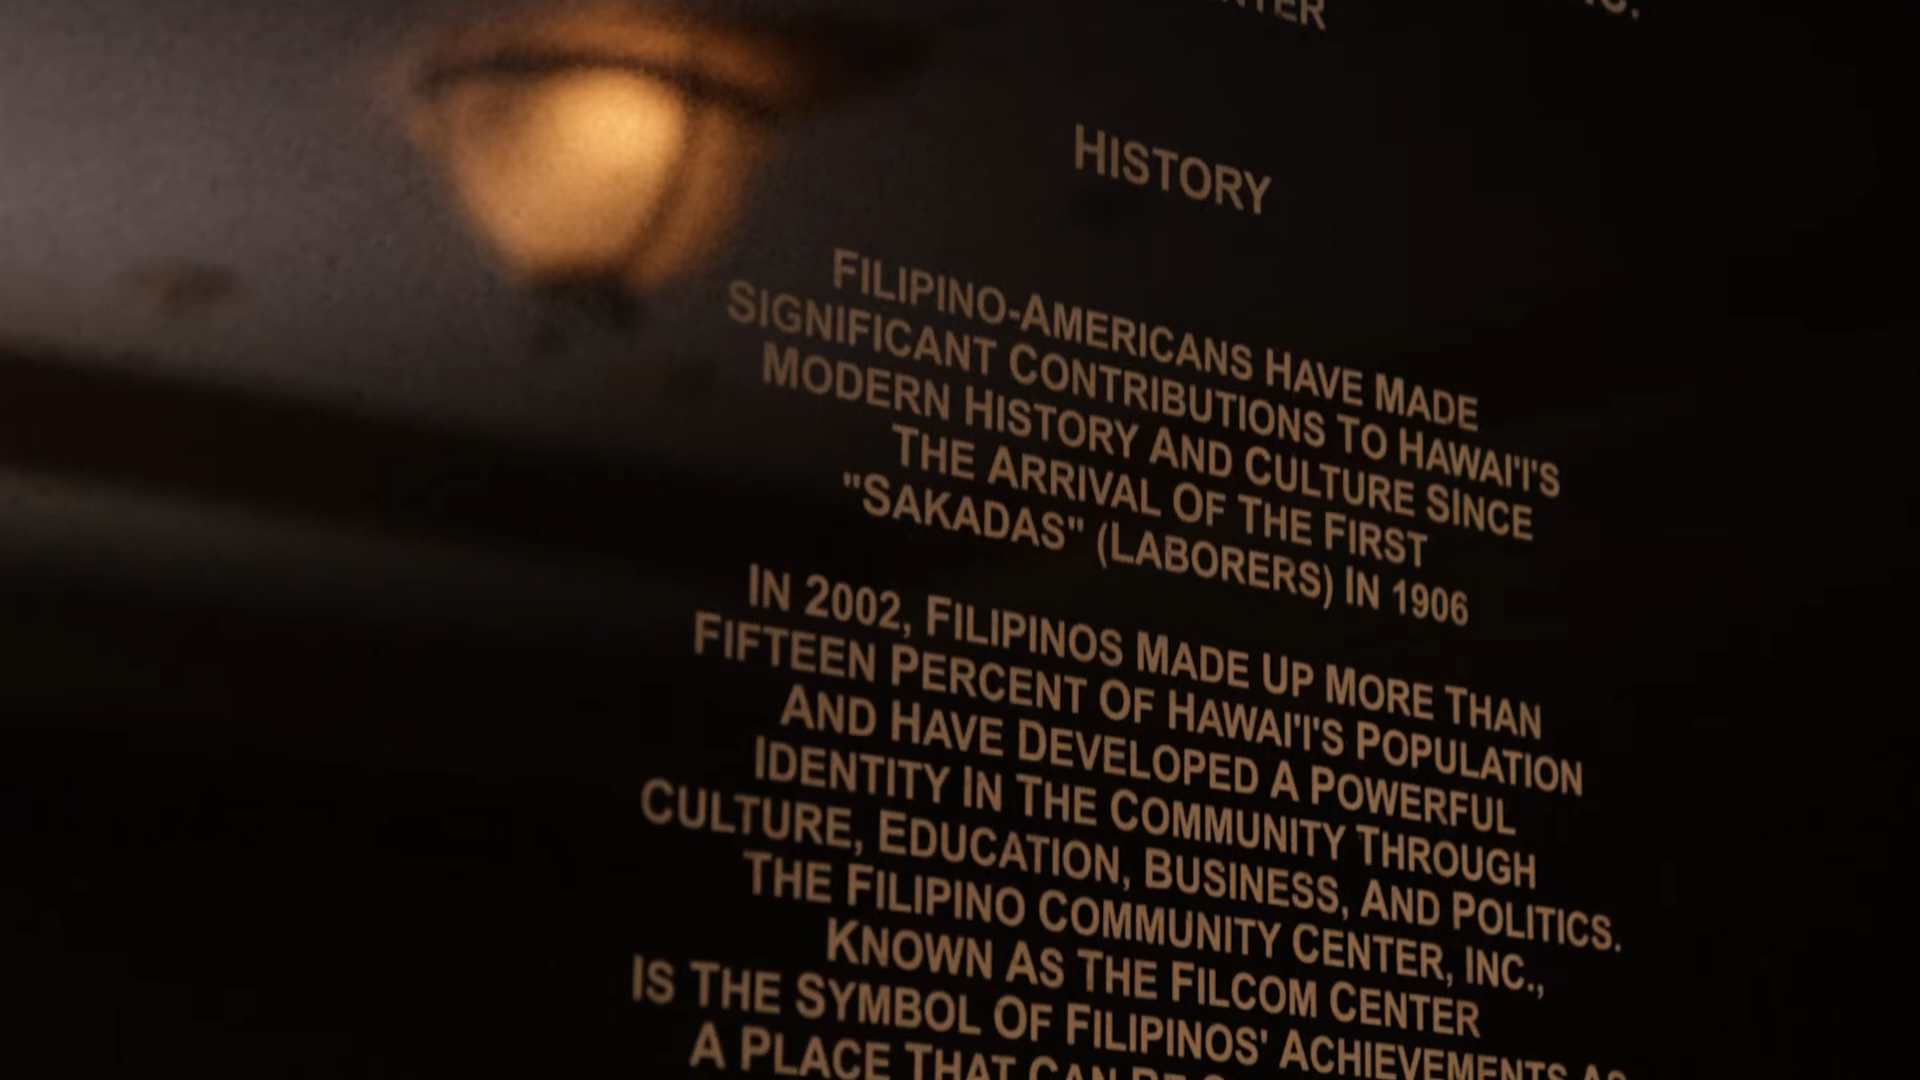 HISTORY
FILIPINO-AMERICANS HAVE MADE
SIGNIFICANT CONTRIBUTIONS TO HAWAI'I'S
MODERN HISTORY AND CULTURE SINCE
THE ARRIVAL OF THE FIRST
"SAKADAS" (LABORERS) IN 1906
IN 2002, FILIPINOS MADE UP MORE THAN
FIFTEEN PERCENT OF HAWAI'I'S POPULATION
AND HAVE DEVELOPED A POWERFUL
IDENTITY IN THE COMMUNITY THROUGH
CULTURE, EDUCATION, BUSINESS, AND POLITICS.
THE FILIPINO COMMUNITY CENTER, INC.,
KNOWN AS THE FILCOM CENTER
IS THE SYMBOL OF FILIPINOS' ACHIEVEMENTS AS
A PLACE THAT CAN BE